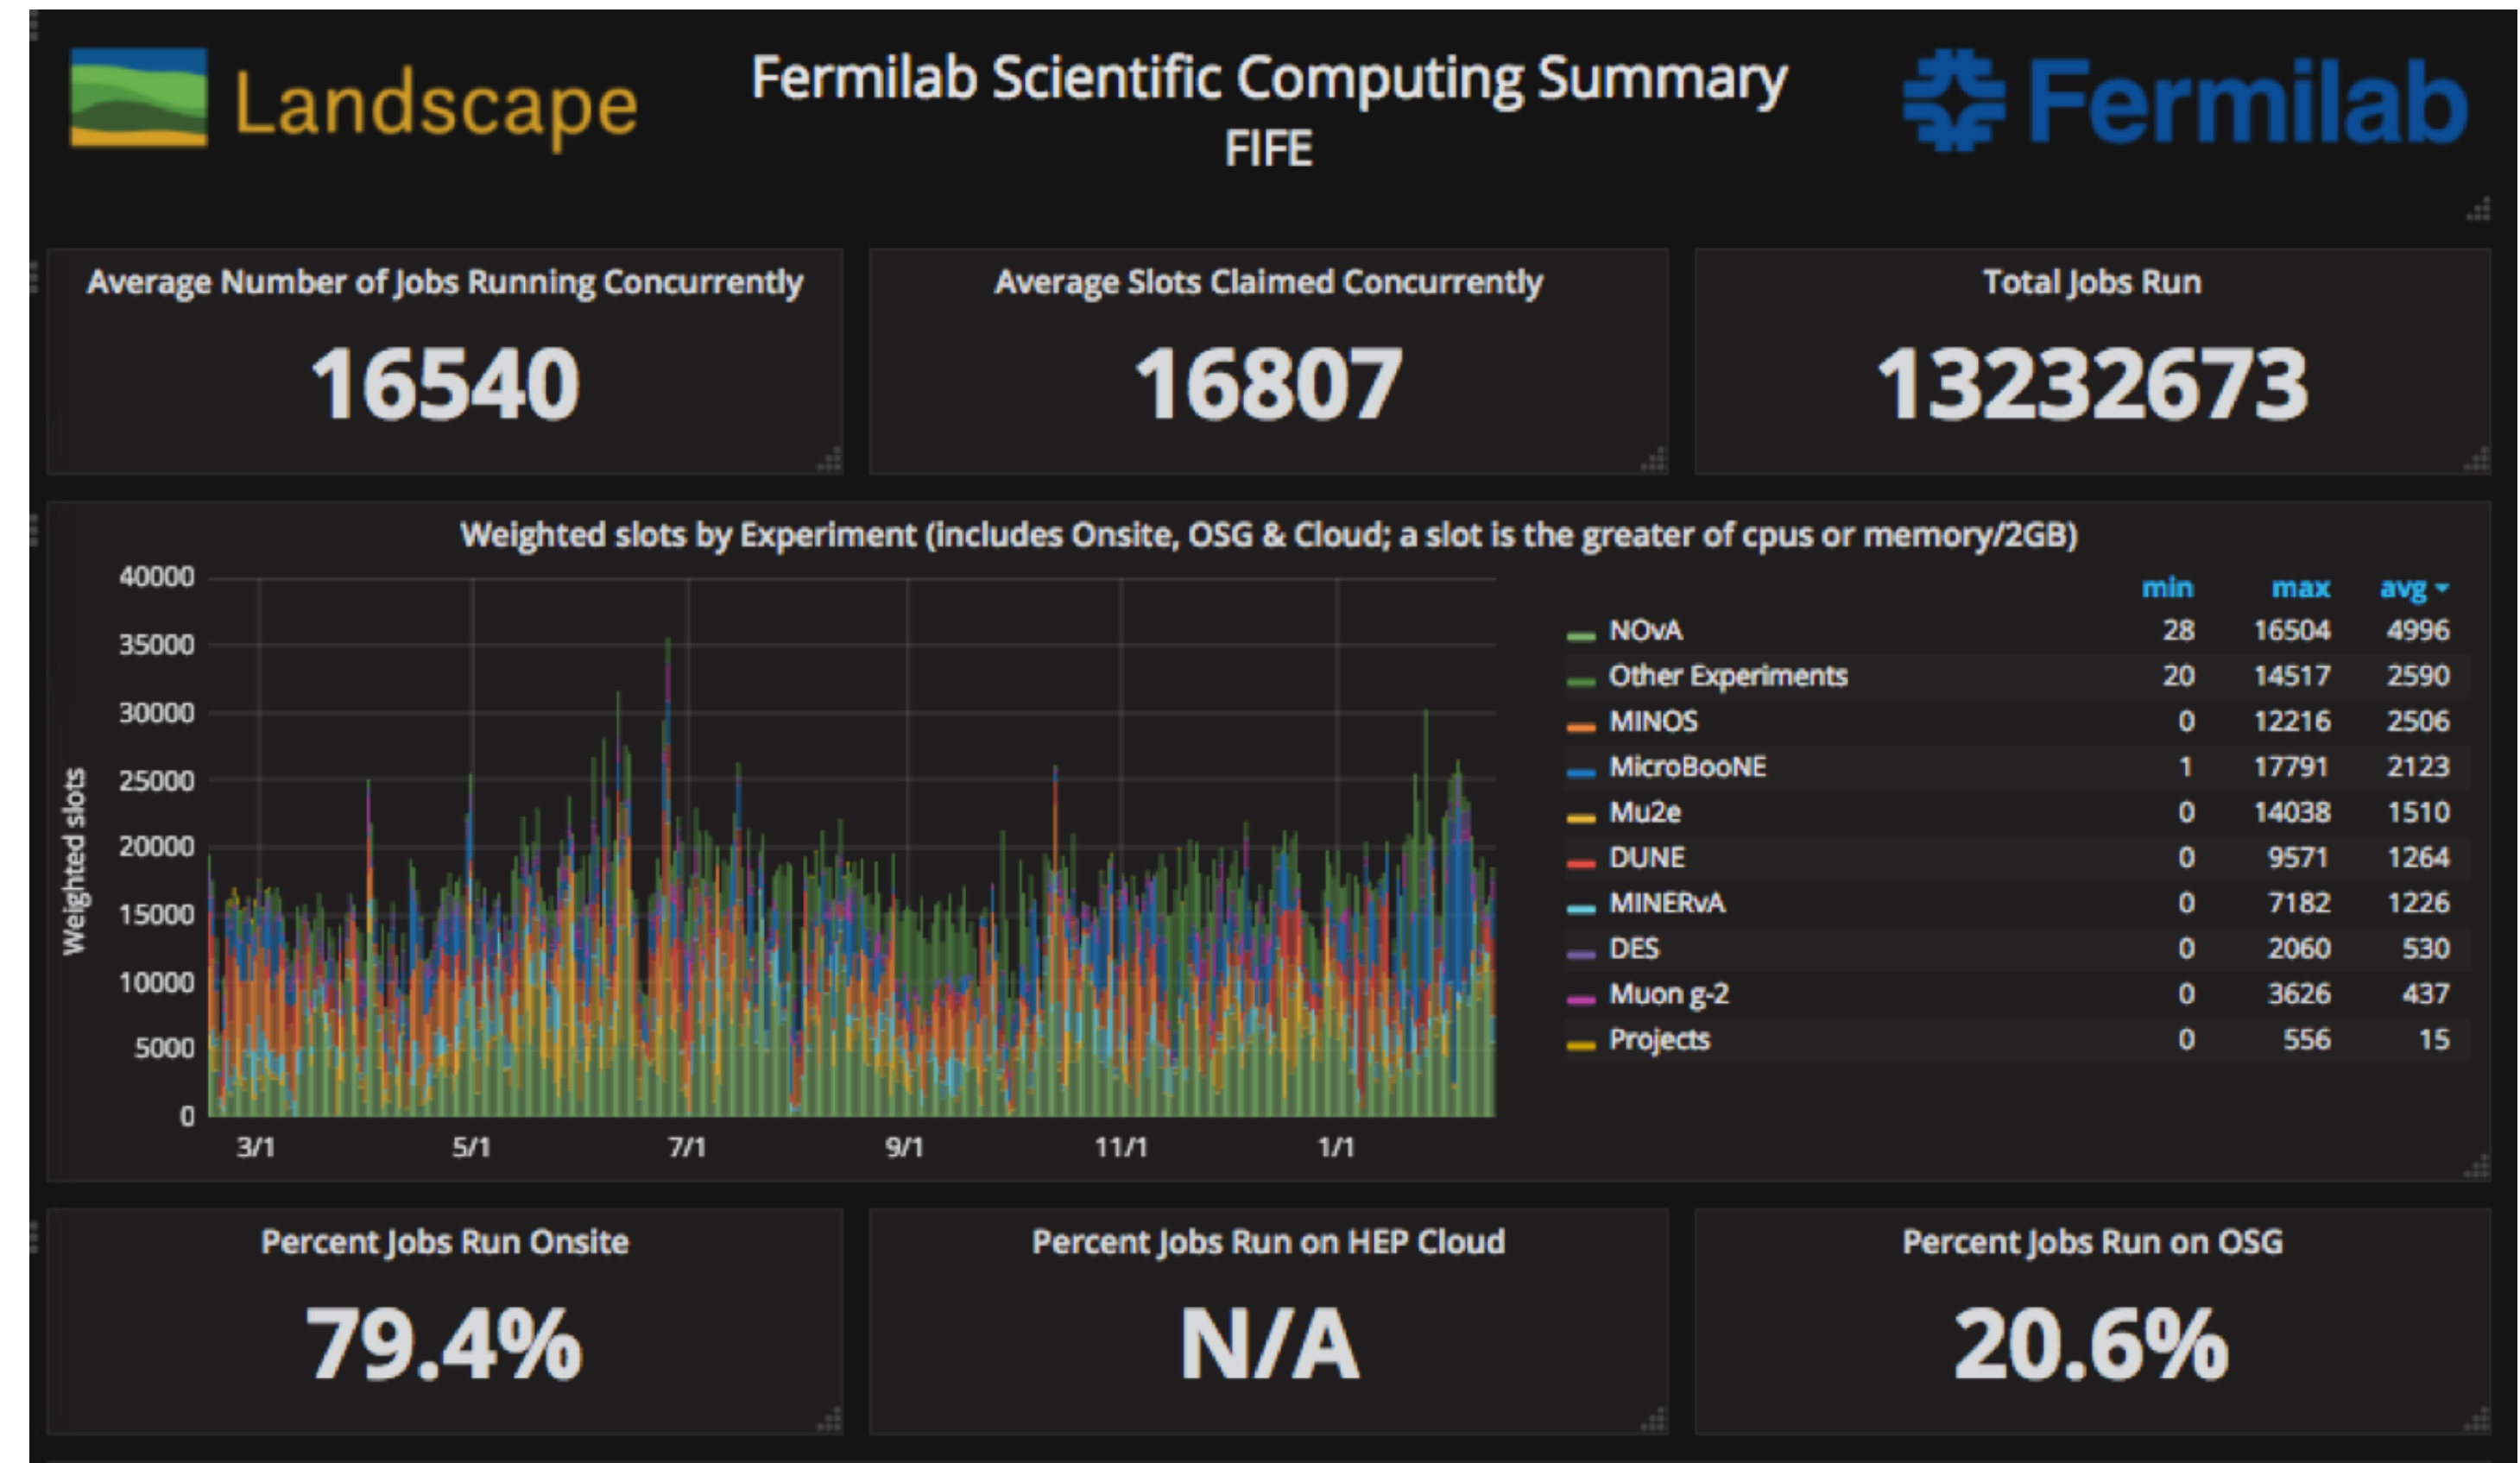 Landscape
Fermilab Scientific Computing Summary
FIFE
Fermilab
Average Number of Jobs Running Concurrently
16540
Average Slots Claimed Concurrently
16807
Total Jobs Run
13232673
Weighted slots by Experiment (includes Onsite, OSG & Cloud; a slot is the greater of cpus or memory/2GB)
Weighted slots
40000
35000
30000
25000
20000
15000
10000
5000
0
3/1 5/1 7/1 9/1 11/1 1/1
min max avg
NOvA 28 16504 4996
Other Experiments 20 14517 2590
MINOS 0 12216 2506
MicroBooNE 1 17791 2123
Mu2e 0 14038 1510
DUNE 0 9571 1264
MINERvA 0 7182 1226
DES 0 2060 530
Muon g-2 0 3626 437
Projects 0 556 15
Percent Jobs Run Onsite
79.4%
Percent Jobs Run on HEP Cloud
N/A
Percent Jobs Run on OSG
20.6%